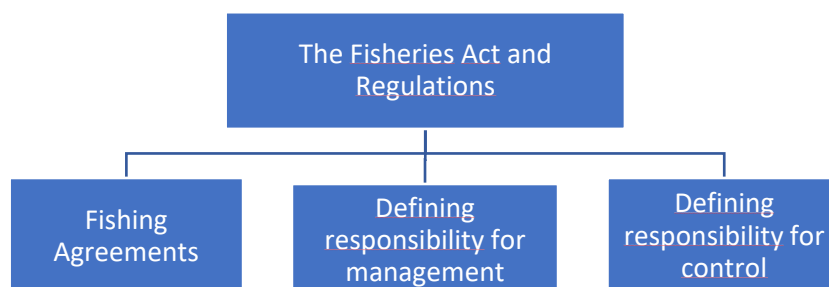 The Fisheries Act and
Regulations
Fishing
Agreements
Defining
responsibility for
management
Defining
responsibility for
control